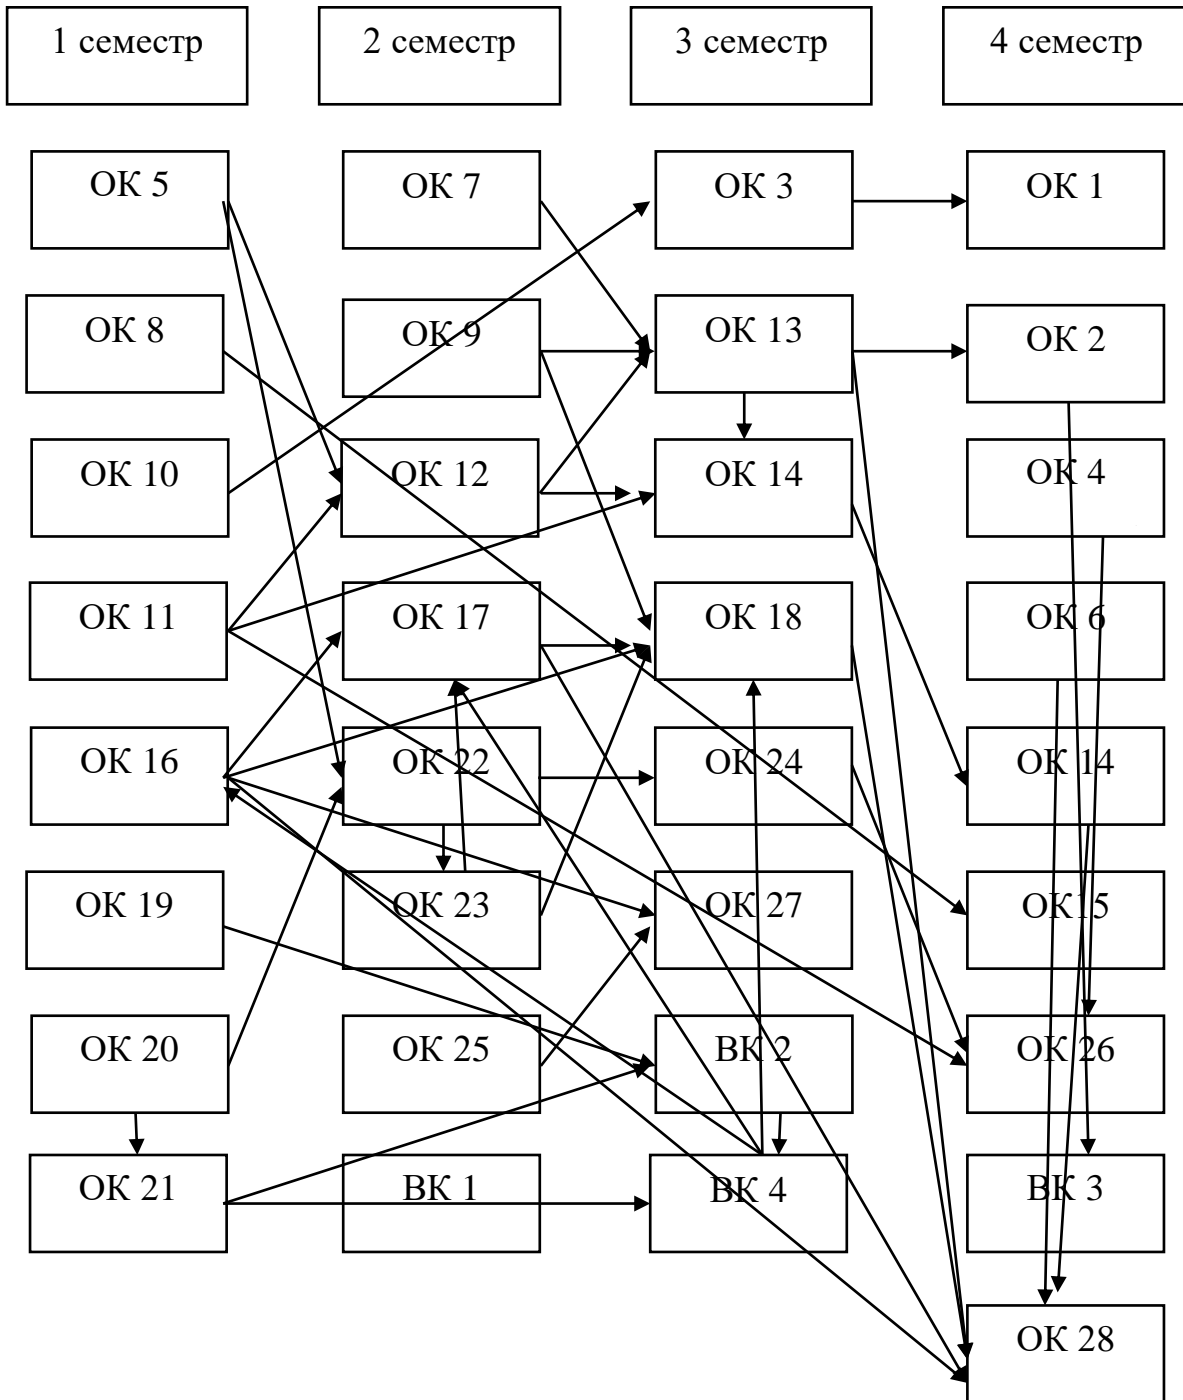 1 семестр
2 семестр
3 семестр
4 семестр
ОК 5
ОК 7
ОК 3
ОК 1
ОК 8
ОК 9
ОК 13
ОК 2
ОК 10
ОК 12
ОК 14
ОК 4
ОК 11
ОК 17
ОК 18
ОК 6
ОК 16
ОК 22
ОК 24
ОК 14
ОК 19
ОК 23
ОК 27
ОК15
ОК 20
ОК 25
ВК 2
ОК 26
ОК 21
ВК 1
ВК 4
ВК 3
ОК 28